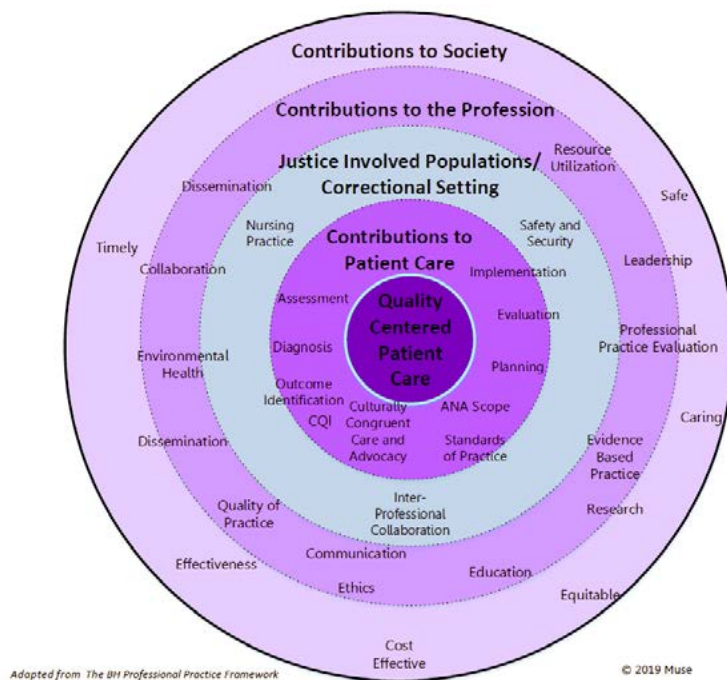 Contributions to Society
Contributions to the Profession
Resource
Utilization
Justice Involved Populations/
Correctional Setting
Dissemination
Safe
Nursing
Practice
Safety and
Security
Timely
Contributions to
Patient Care
Collaboration
Leadership
Implementation
Assessment
Quality
Centered
Patient
Care
Evaluation
Professional
Practice Evaluation
Diagnosis
Environmental
Health
Planning
Outcome
Identification
CQI
Culturally
Congruent
Care and
Advocacy
ANA Scope
Standards
of Practice
Caring
Dissemination
Evidence
Based
Practice
Inter-
Professional
Collaboration
Quality of
Practice
Research
Communication
Effectiveness
Education
Ethics
Equitable
Cost
Effective
Adapted from The BH Professional Practice Framework
© 2019 Muse